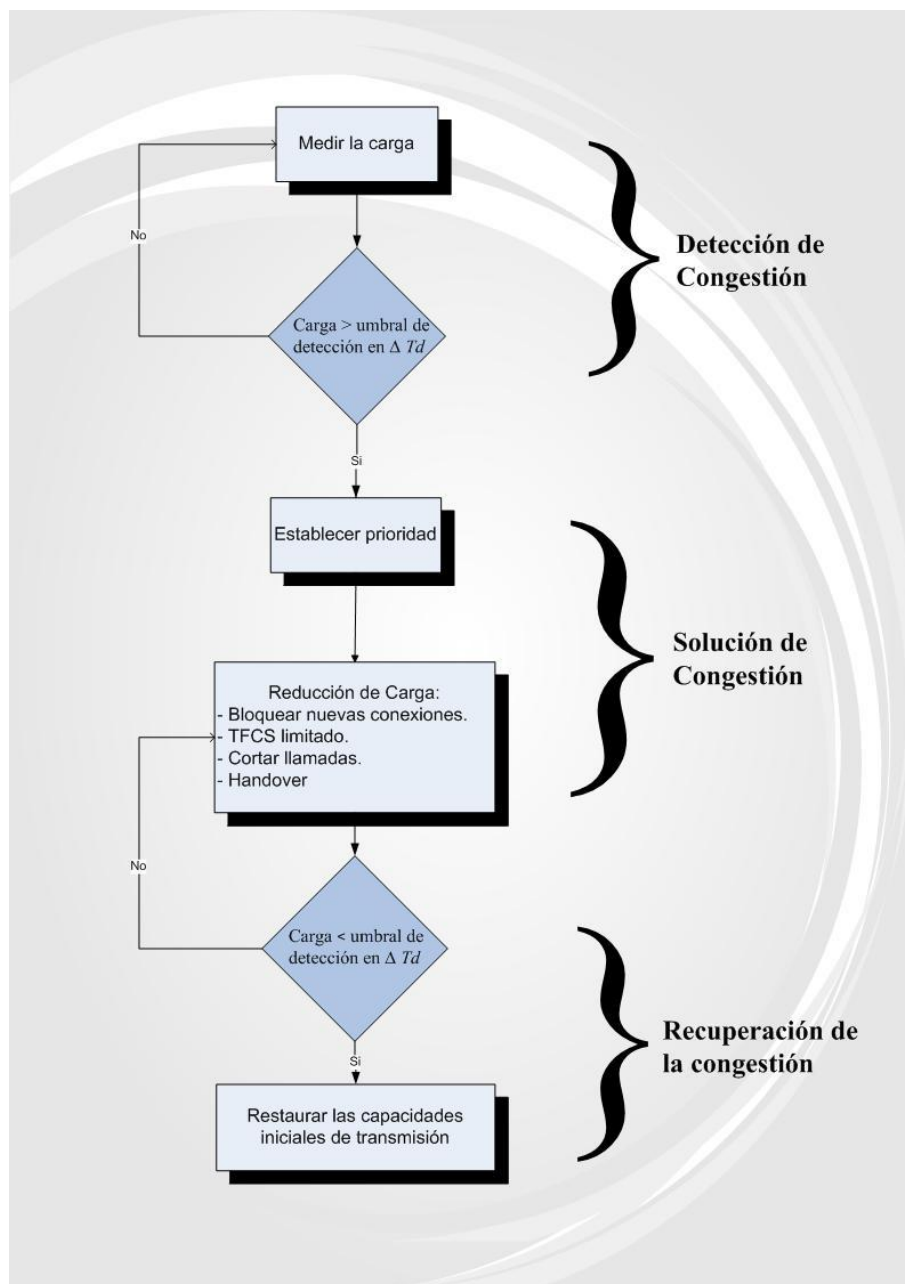 Medir la carga
No
Detección de
Congestión
Carga > umbral de
detección en Δ Td
Si
Establecer prioridad
Solución de
Congestión
Reducción de Carga:
- Bloquear nuevas conexiones.
- TFCS limitado.
- Cortar llamadas.
- Handover
No
Carga < umbral de
detección en Δ Td
Recuperación de
la congestión
Si
Restaurar las capacidades
iniciales de transmisión